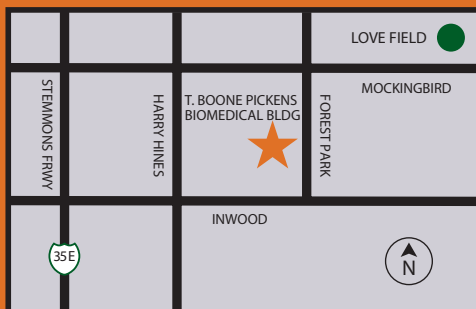 LOVE FIELD
MOCKINGBIRD
STEMMONS FRWY
HARRY HINES
T. BOONE PICKENS
BIOMEDICAL BLDG
FOREST PARK
INWOOD
35E
N